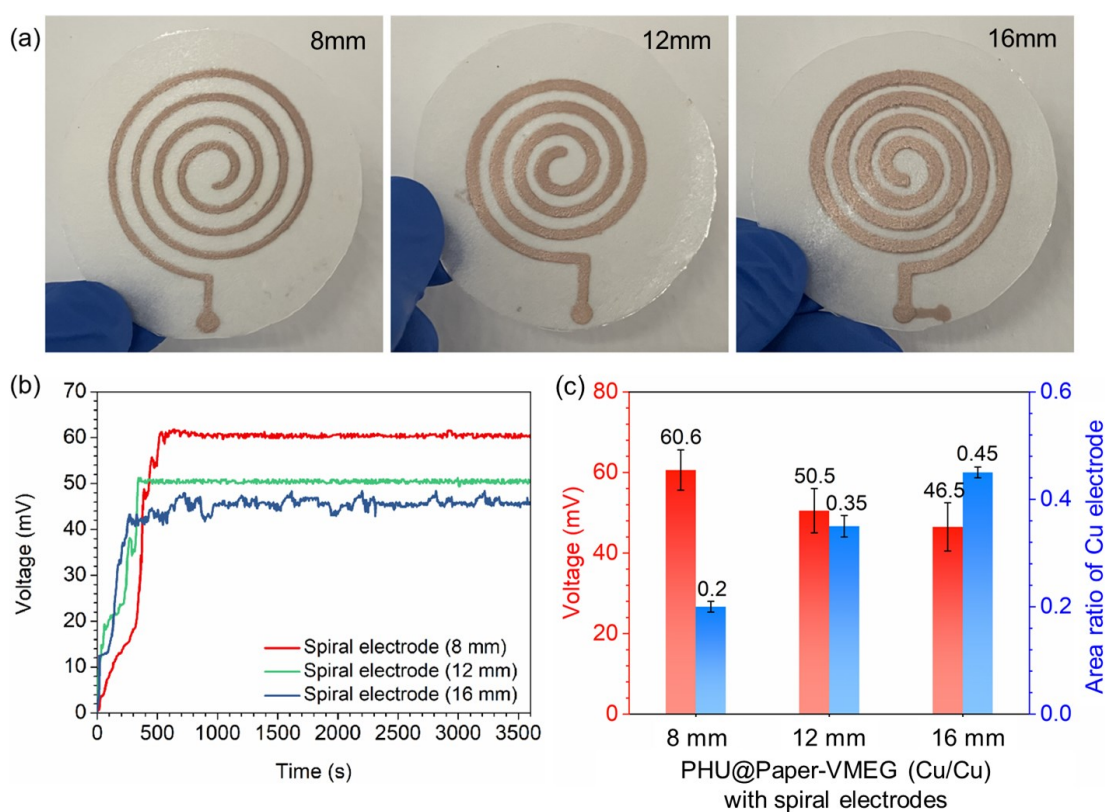 (a)
8mm
12mm
16mm
(b)
Voltage (mV)
70
60
50
40
30
20
10
0
Spiral electrode (8 mm)
Spiral electrode (12 mm)
Spiral electrode (16 mm)
0 500 1000 1500 2000 2500 3000 3500
Time (s)
(c)
Voltage (mV)
80
60
40
20
0
60.6
0.2
50.5
0.35
46.5
0.45
0.6
0.4
0.2
0.0
Area ratio of Cu electrode
8 mm 12 mm 16 mm
PHU@Paper-VMEG (Cu/Cu)
with spiral electrodes